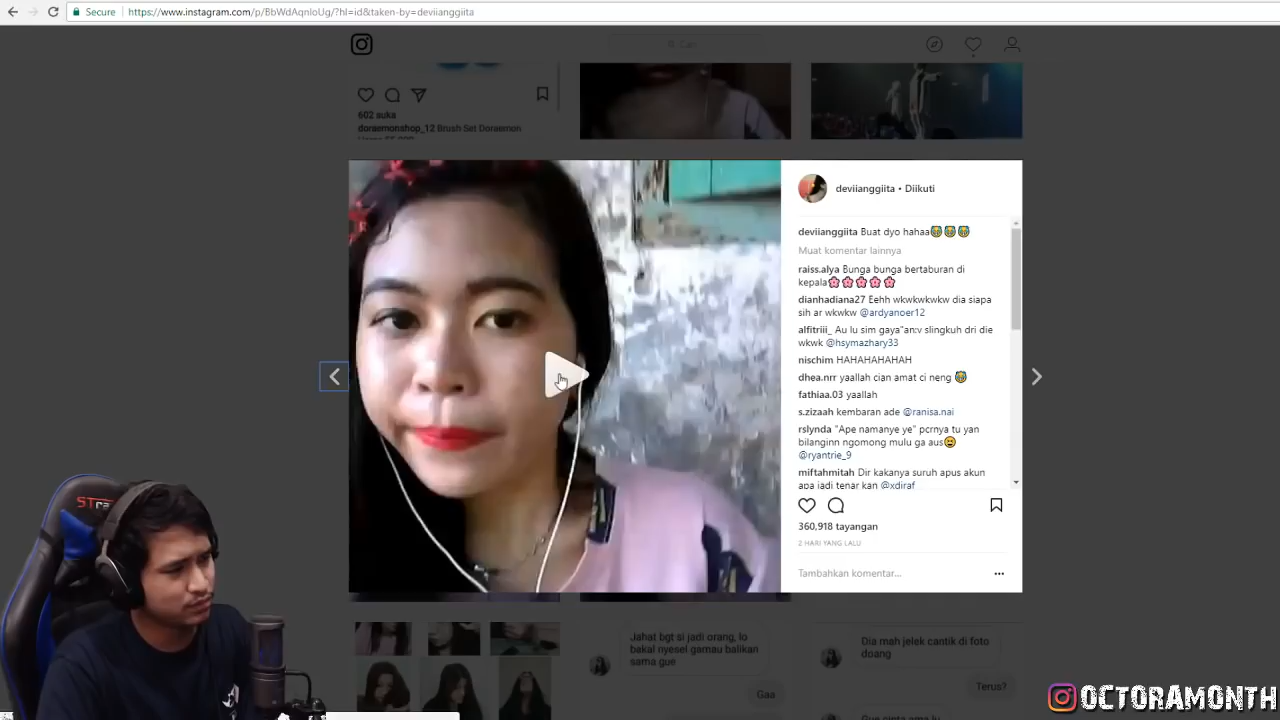 Secure
https://www.instagram.com/p/BbWdAqnloUg/?hl=id&taken-by=deviianggiita
Cari
602 suka
doraemonshop_12 Brush Set Doraemon
deviianggiita • Diikuti
deviianggiita Buat dyo hahaa😭😭😭
Muat komentar lainnya
raiss.alya Bunga bunga bertaburan di
kepala🌸🌸🌸🌸🌸
dianhadiana27 Eehh wkwkwkwkw dia siapa
sih ar wkwkw @ardyanoer12
alfitriii_ Au lu sim gaya"an:v slingkuh dri die
wkwk @hsymazhary33
nischim HAHAHAHAHAH
dhea.nrr yaallah cian amat ci neng 😭
fathiaa.03 yaallah
s.zizaah kembaran ade @ranisa.nai
rslynda "Ape namanye ye" pcrnya tu yan
bilanginn ngomong mulu ga aus😩
@ryantrie_9
miftahmitah Dir kakanya suruh apus akun
apa jadi tenar kan @xdiraf
360,918 tayangan
2 HARI YANG LALU
Tambahkan komentar...
Jahat bgt si jadi orang, lo
bakal nyesel gamau balikan
sama gue
Gaa
Dia mah jelek cantik di foto
doang
Terus?
OCTORAMONTH